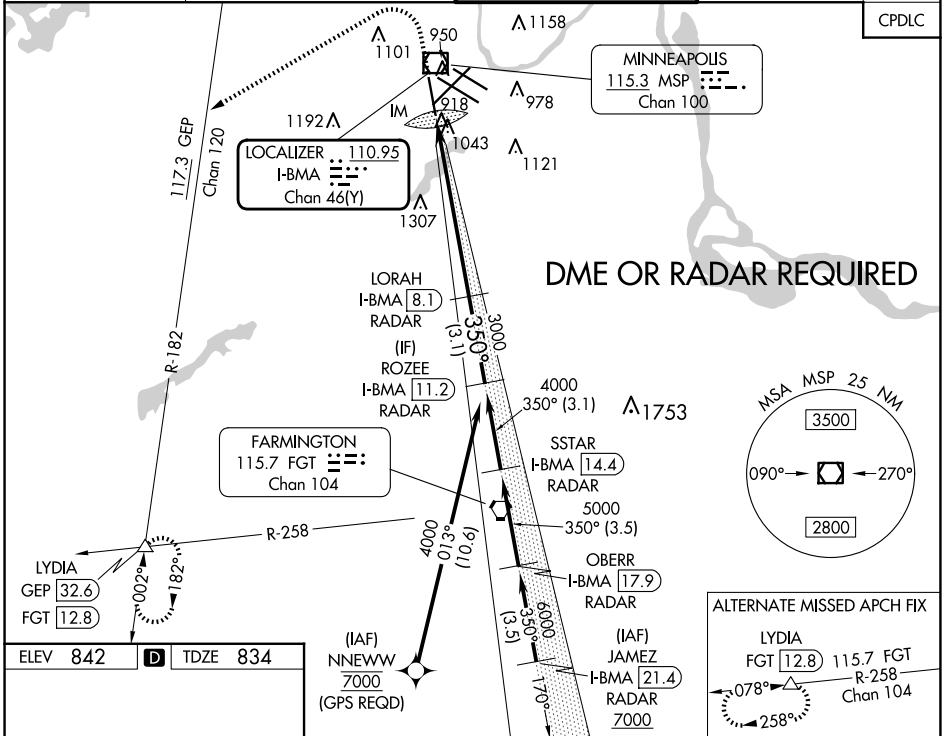 CPDLC
1158
1101
950
MINNEAPOLIS
115.3 MSP
Chan 100
978
918
IM
1192
1043
1121
LOCALIZER 110.95
I-BMA
Chan 46(Y)
117.3 GEP
Chan 120
1307
DME OR RADAR REQUIRED
LORAH
I-BMA 8.1
RADAR
350°
(3.1)
3000
(IF)
ROZEE
I-BMA 11.2
RADAR
R-182
4000
350° (3.1)
1753
MSA MSP 25 NM
3500
090°
270°
2800
FARMINGTON
115.7 FGT
Chan 104
SSTAR
I-BMA 14.4
RADAR
5000
350° (3.5)
R-258
4000
013°
(10.6)
LYDIA
GEP 32.6
FGT 12.8
002°
182°
OBERR
I-BMA 17.9
RADAR
6000
350°
(3.5)
170°
(IAF)
JAMEZ
I-BMA 21.4
RADAR
7000
(IAF)
NNEWW
7000
(GPS REQD)
ELEV 842 D TDZE 834
ALTERNATE MISSED APCH FIX
LYDIA
FGT 12.8 115.7 FGT
R-258
Chan 104
078°
258°